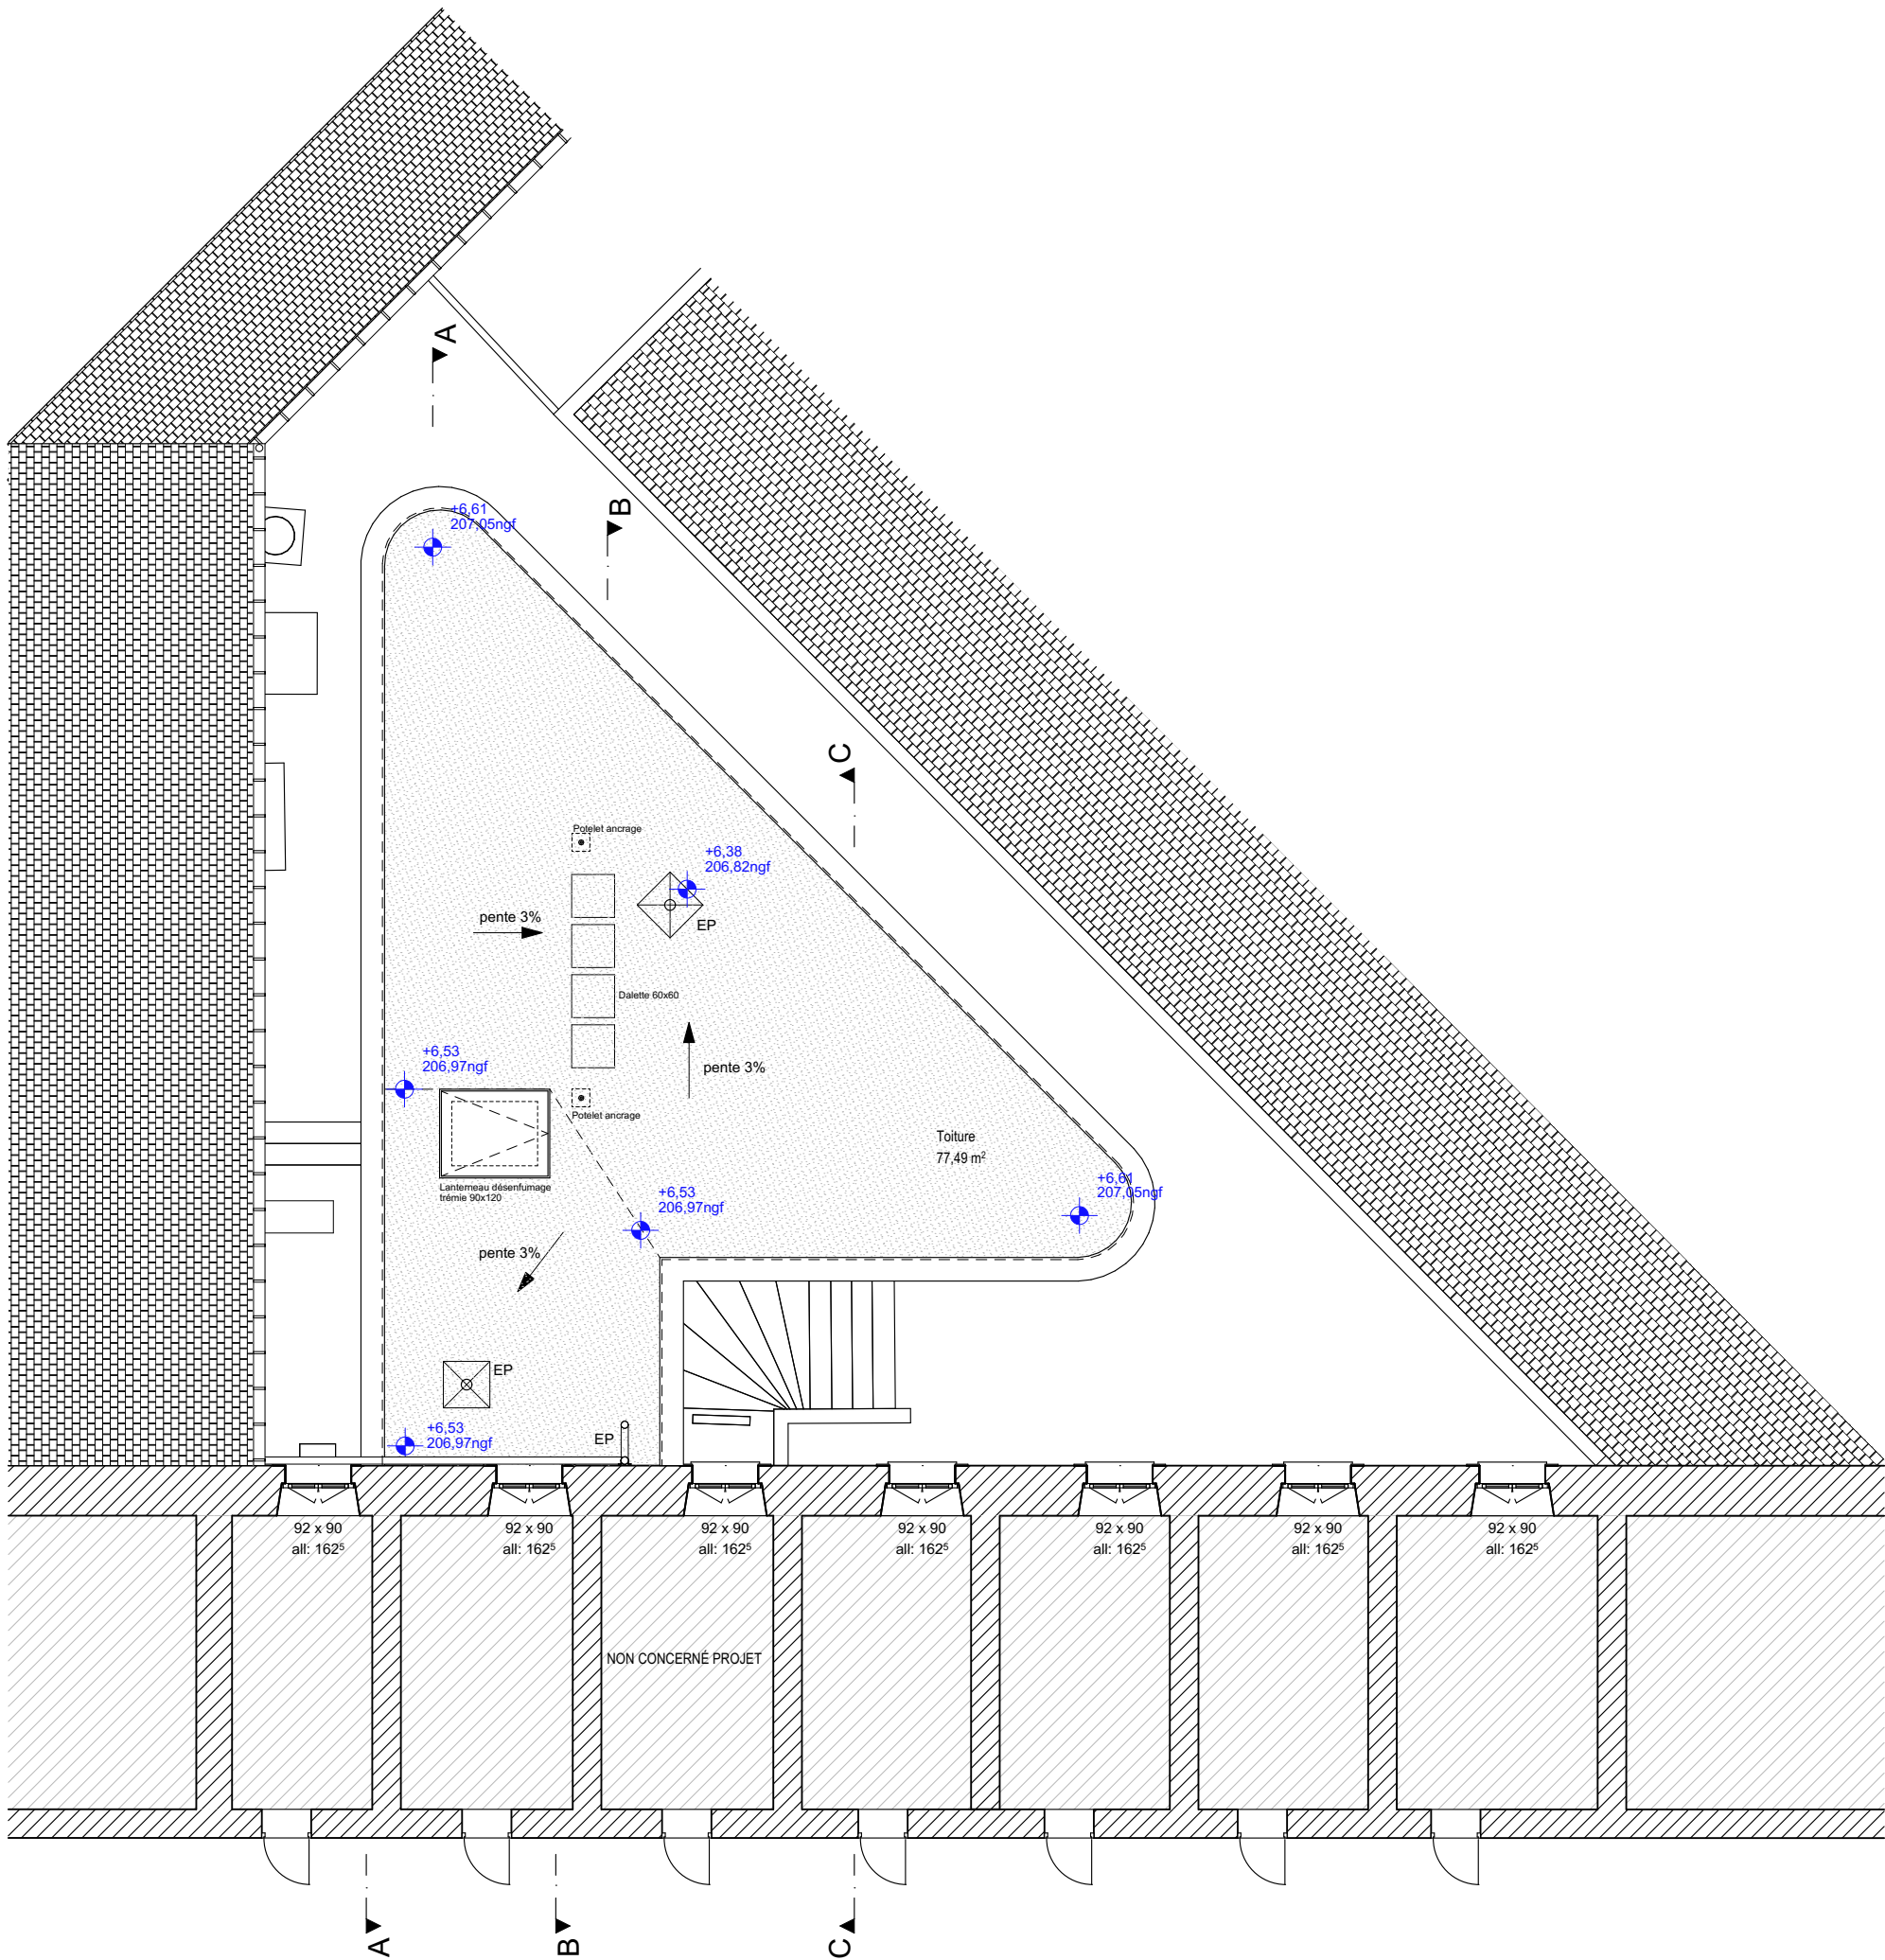 A
+6,61
207,05ngf
B
C
Potelet ancrage
+6,38
206,82ngf
pente 3%
EP
Dalette 60x60
+6,53
206,97ngf
pente 3%
Potelet ancrage
Toiture
77,49 m²
+6,61
207,05ngf
Lanterneau désenfumage
trémie 90x120
+6,53
206,97ngf
pente 3%
EP
+6,53
206,97ngf
EP
92 x 90
all: 162⁵
92 x 90
all: 162⁵
92 x 90
all: 162⁵
92 x 90
all: 162⁵
92 x 90
all: 162⁵
92 x 90
all: 162⁵
92 x 90
all: 162⁵
NON CONCERNÉ PROJET
A
B
C